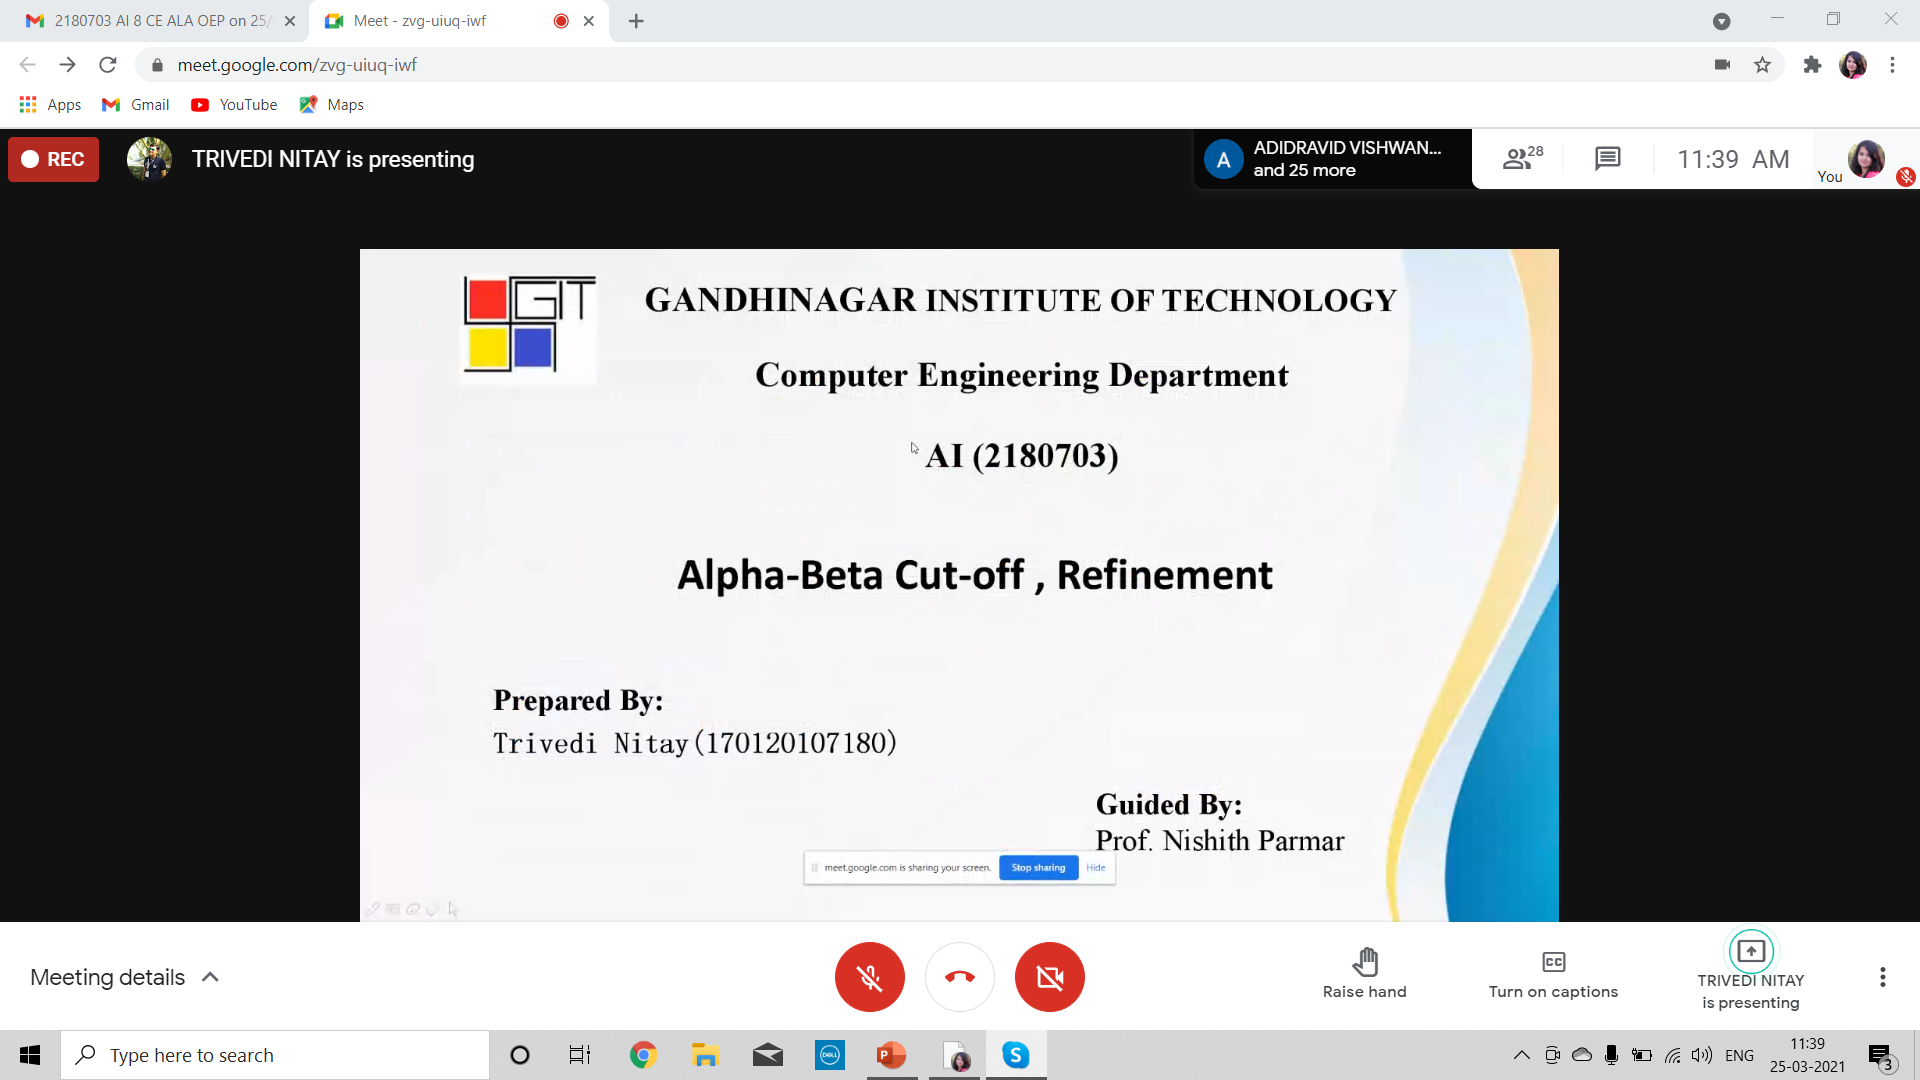 2180703 AI 8 CE ALA OEP on 25/
Meet - zvg-uiuq-iwf
meet.google.com/zvg-uiuq-iwf
Apps
Gmail
YouTube
Maps
REC
TRIVEDI NITAY is presenting
A
ADIDRAVID VISHWAN...
and 25 more
28
11:39 AM
You
GIT
GANDHINAGAR INSTITUTE OF TECHNOLOGY
Computer Engineering Department
AI (2180703)
Alpha-Beta Cut-off , Refinement
Prepared By:
Trivedi Nitay(170120107180)
Guided By:
Prof. Nishith Parmar
meet.google.com is sharing your screen.
Stop sharing
Hide
Meeting details
Raise hand
CC
Turn on captions
TRIVEDI NITAY
is presenting
Type here to search
DELL
P
S
ENG
11:39
25-03-2021
3